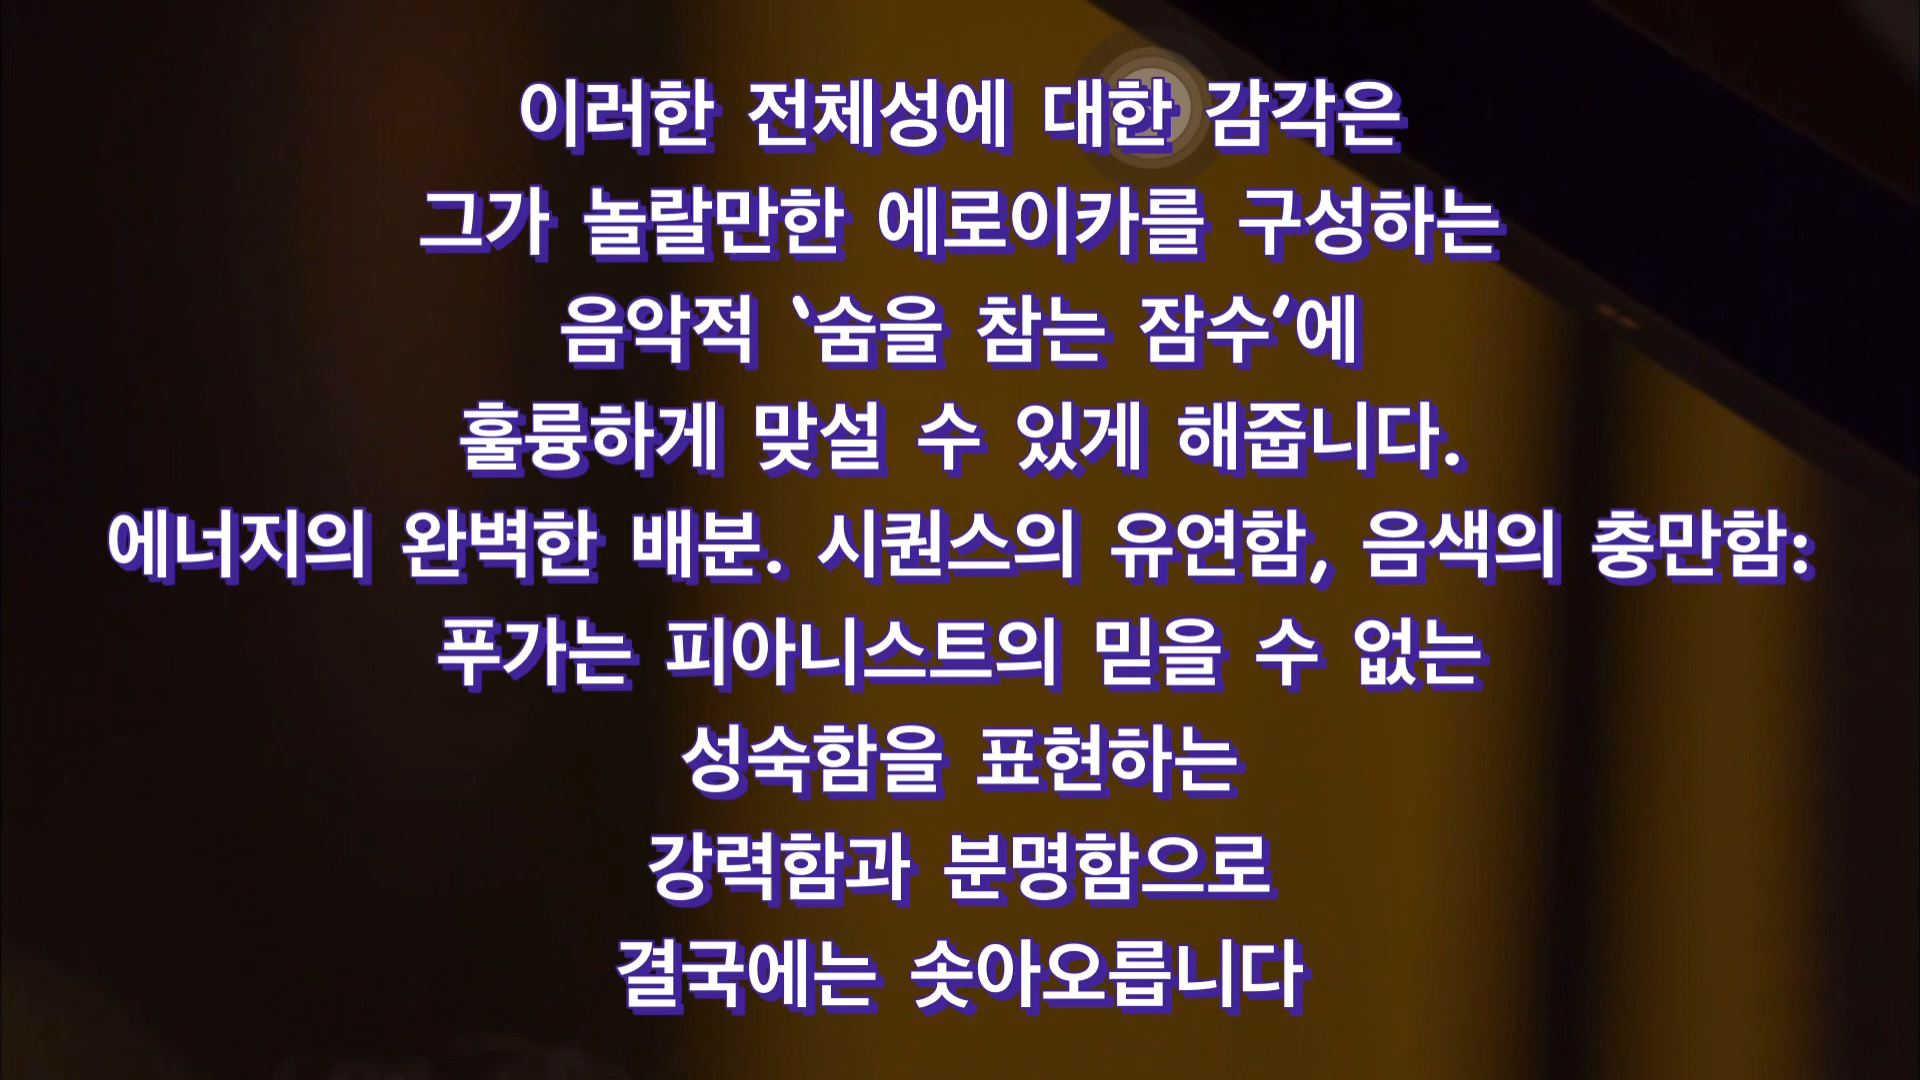 이러한 전체성에 대한 감각은
그가 놀랄만한 에로이카를 구성하는
음악적 ‘숨을 참는 잠수’에
훌륭하게 맞설 수 있게 해줍니다.
에너지의 완벽한 배분. 시퀀스의 유연함, 음색의 충만함:
푸가는 피아니스트의 믿을 수 없는
성숙함을 표현하는
강력함과 분명함으로
결국에는 솟아오릅니다